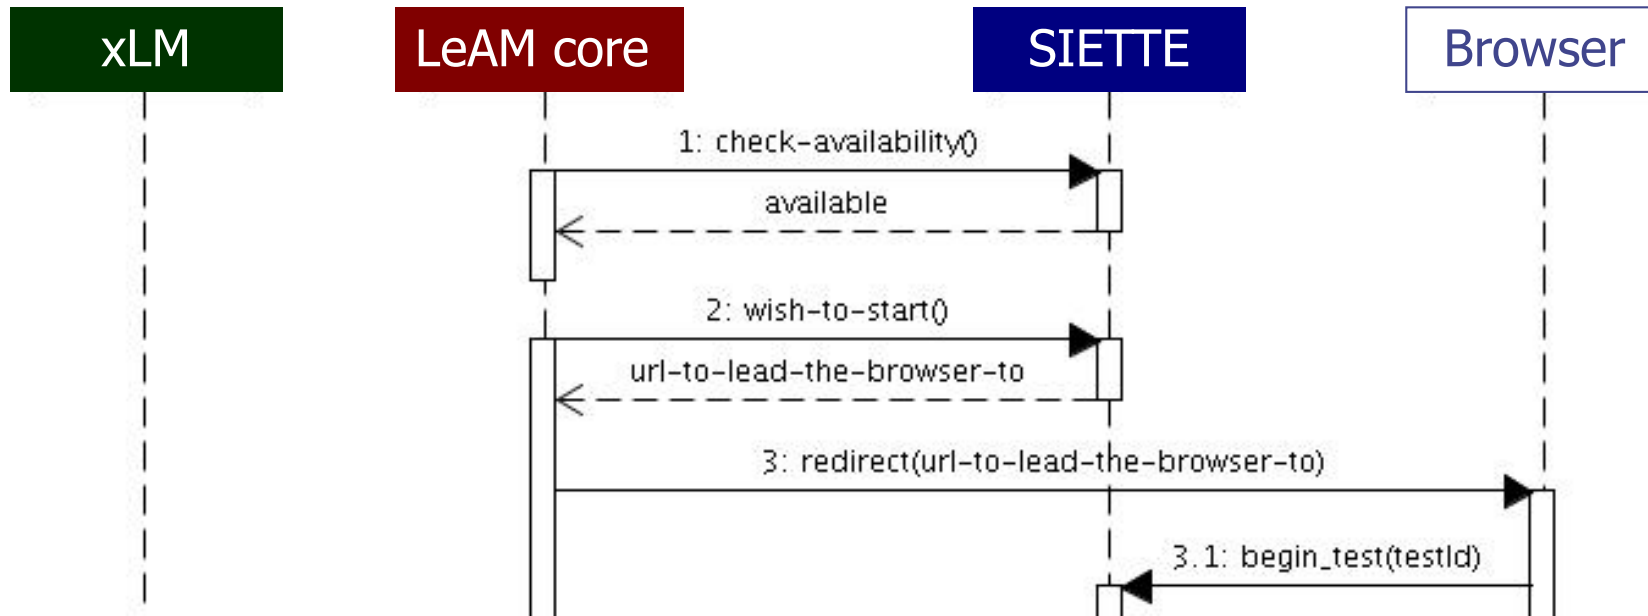 xLM
LeAM core
SIETTE
Browser
1: check-availability()
available
2: wish-to-start()
url-to-lead-the-browser-to
3: redirect(url-to-lead-the-browser-to)
3.1: begin_test(testId)